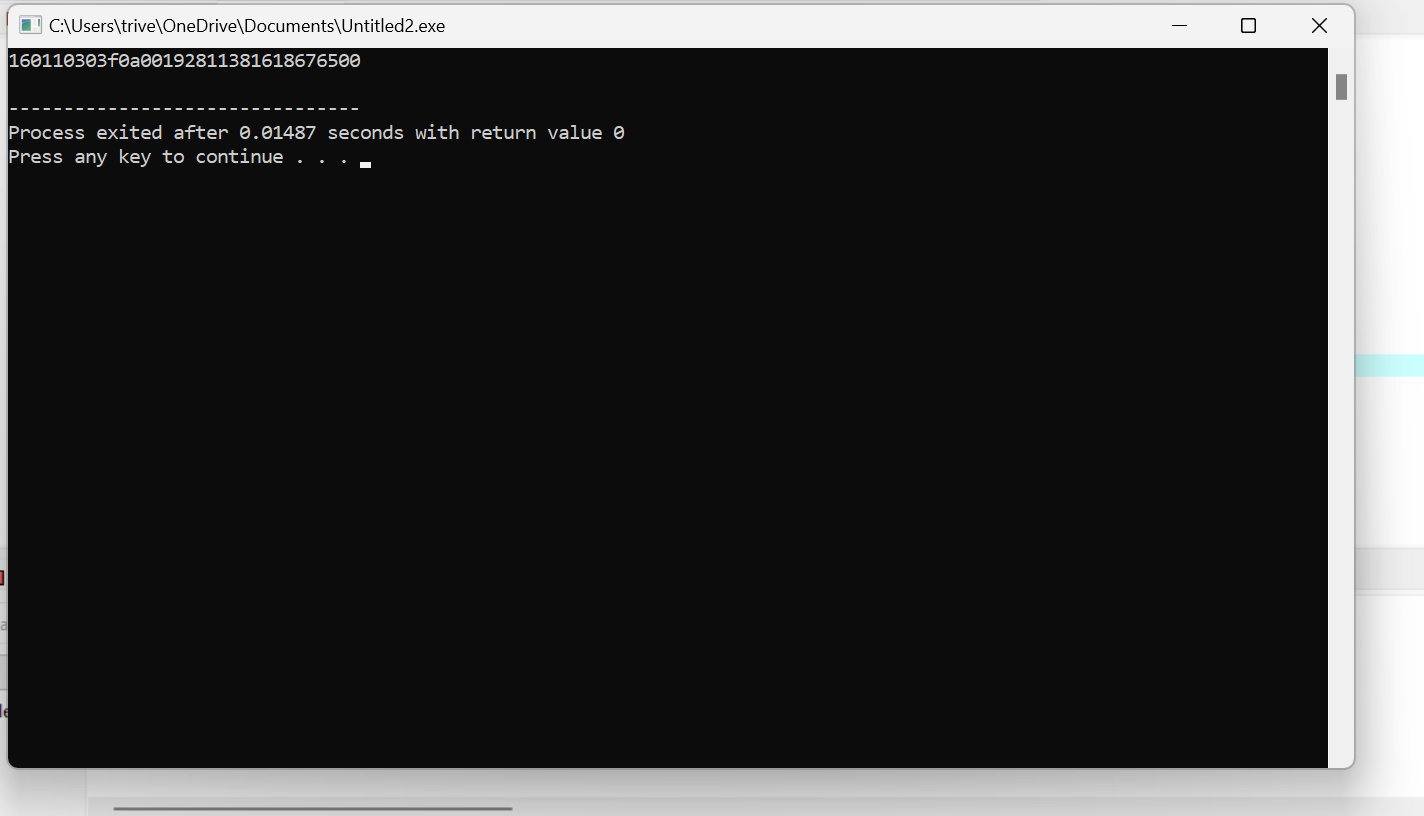 C:\Users\trive\OneDrive\Documents\Untitled2.exe
160110303f0a00192811381618676500
--------------------------------
Process exited after 0.01487 seconds with return value 0
Press any key to continue . . .